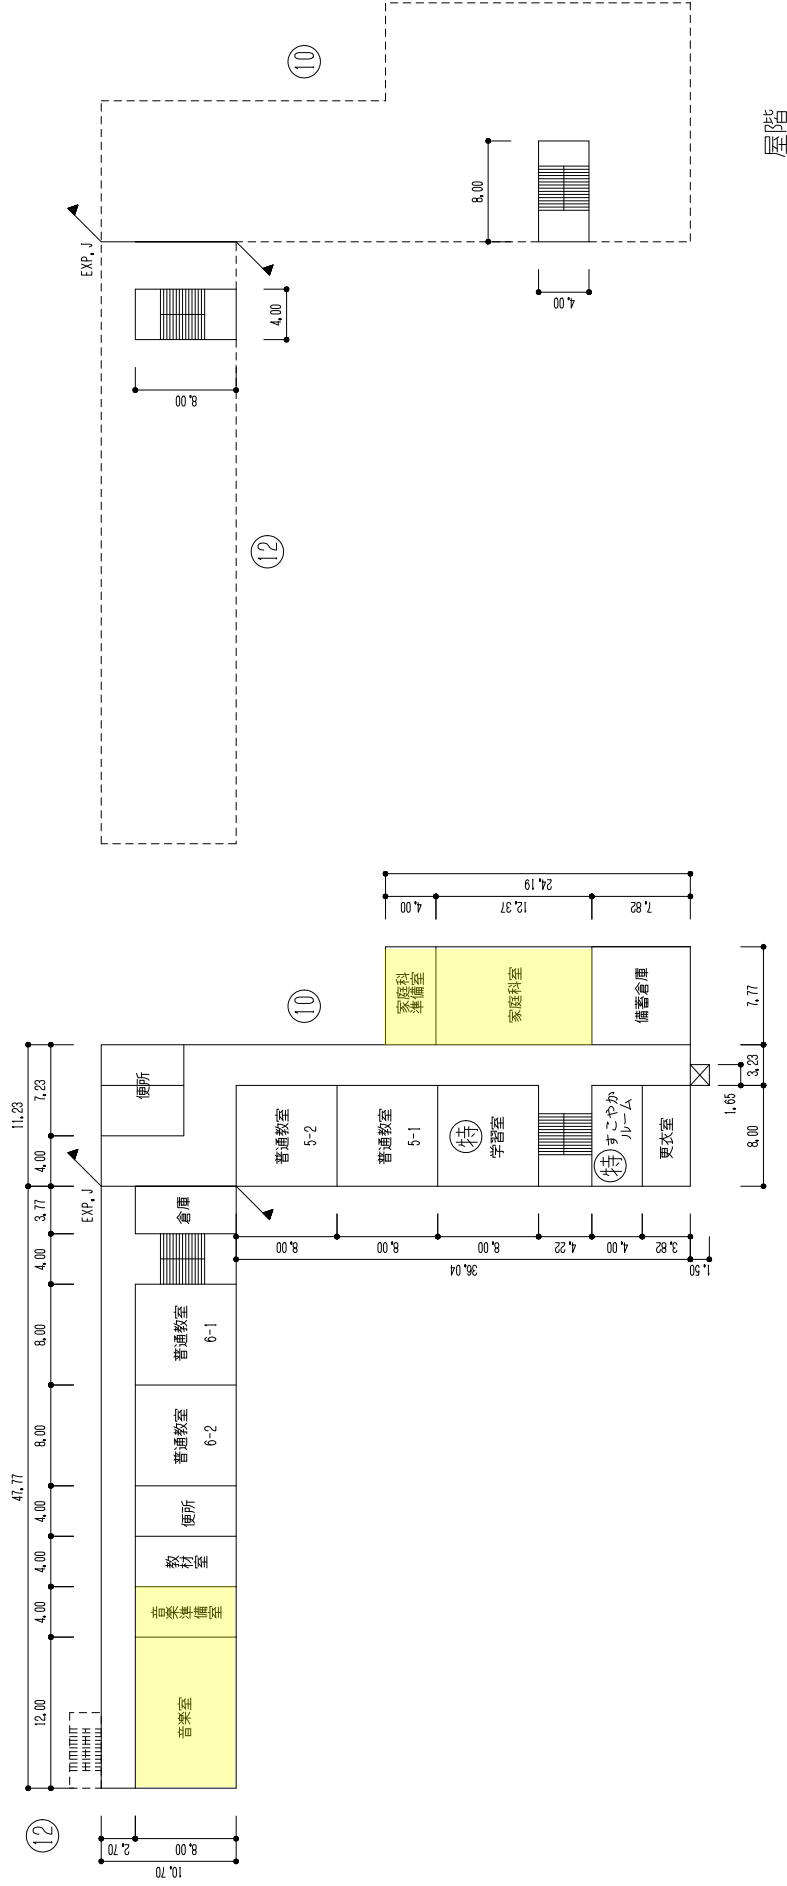 ⑩
屋階
8.00
4.00
EXP.J
4.00
8.00
⑫
24.19
4.00
12.37
7.82
家庭科
準備室
家庭科室
備蓄倉庫
⑩
7.77
3.23
1.65
8.00
11.23
7.23
4.00
便所
普通教室
5-2
普通教室
5-1
特
学習室
特
すこやか
ルーム
更衣室
EXP.J
倉庫
8.00
8.00
8.00
4.22
4.00
3.82
36.04
1.50
47.77
3.77
4.00
8.00
8.00
4.00
4.00
4.00
12.00
普通教室
6-1
普通教室
6-2
便所
教材室
音楽準備室
音楽室
⑫
2.70
8.00
10.70